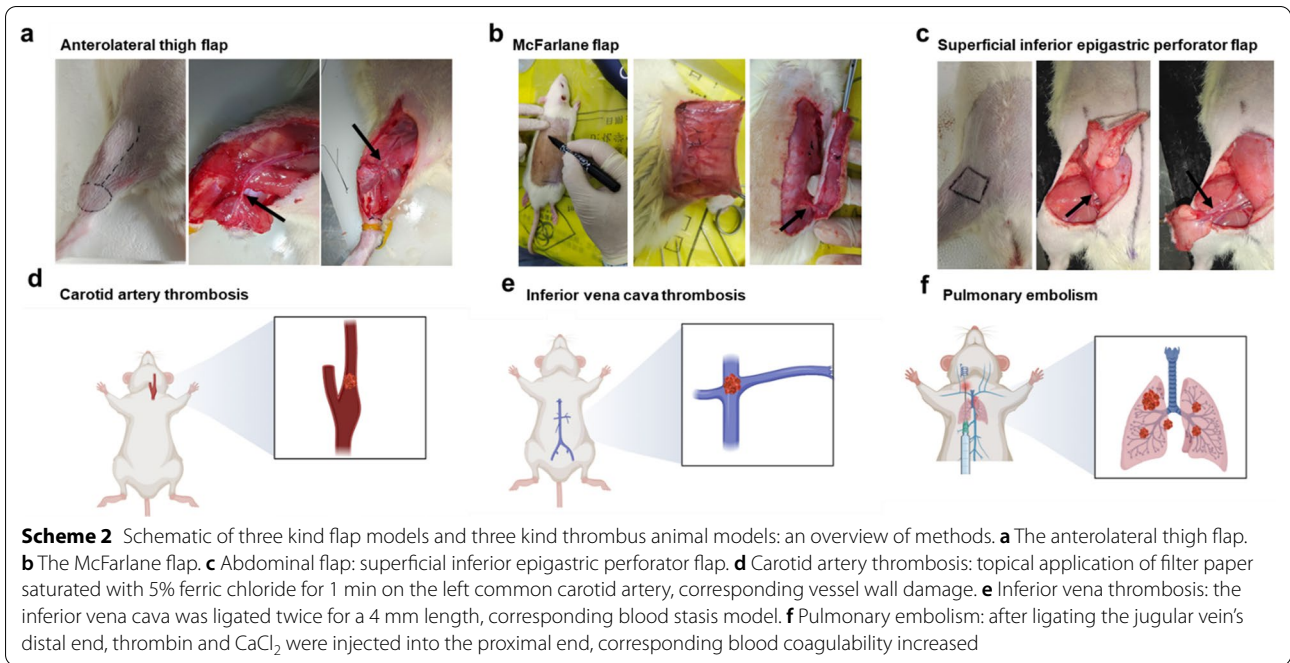 a Anterolateral thigh flap
b McFarlane flap
c Superficial inferior epigastric perforator flap
d Carotid artery thrombosis
e Inferior vena cava thrombosis
f Pulmonary embolism
Scheme 2 Schematic of three kind flap models and three kind thrombus animal models: an overview of methods. a The anterolateral thigh flap.
b The McFarlane flap. c Abdominal flap: superficial inferior epigastric perforator flap. d Carotid artery thrombosis: topical application of filter paper
saturated with 5% ferric chloride for 1 min on the left common carotid artery, corresponding vessel wall damage. e Inferior vena thrombosis: the
inferior vena cava was ligated twice for a 4 mm length, corresponding blood stasis model. f Pulmonary embolism: after ligating the jugular vein's
distal end, thrombin and CaCl₂ were injected into the proximal end, corresponding blood coagulability increased